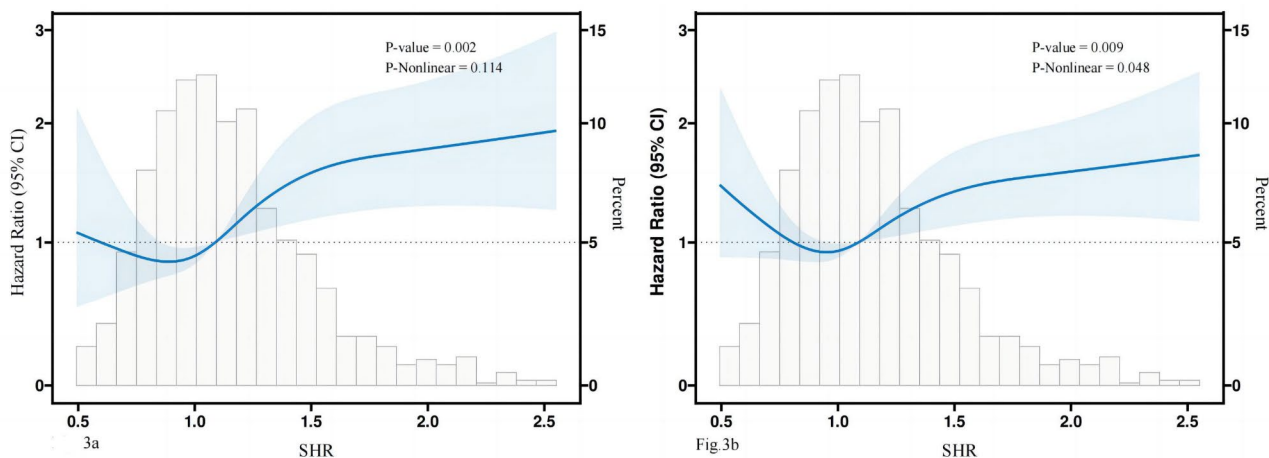 P-value = 0.002
P-Nonlinear = 0.114
Hazard Ratio (95% CI)
3
2
1
0
15
10
5
0
Percent
0.5 1.0 1.5 2.0 2.5
3a
SHR
P-value = 0.009
P-Nonlinear = 0.048
Hazard Ratio (95% CI)
3
2
1
0
15
10
5
0
Percent
0.5 1.0 1.5 2.0 2.5
Fig.3b
SHR